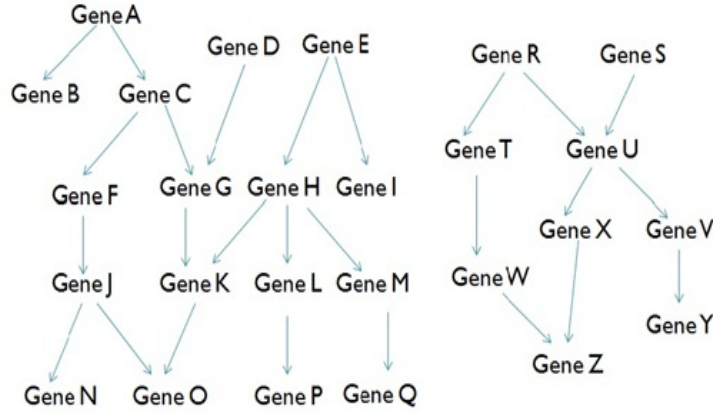 Gene A
Gene D
Gene E
Gene R
Gene S
Gene B
Gene C
Gene T
Gene U
Gene F
Gene G
Gene H
Gene I
Gene X
Gene V
Gene J
Gene K
Gene L
Gene M
Gene W
Gene Y
Gene Z
Gene N
Gene O
Gene P
Gene Q